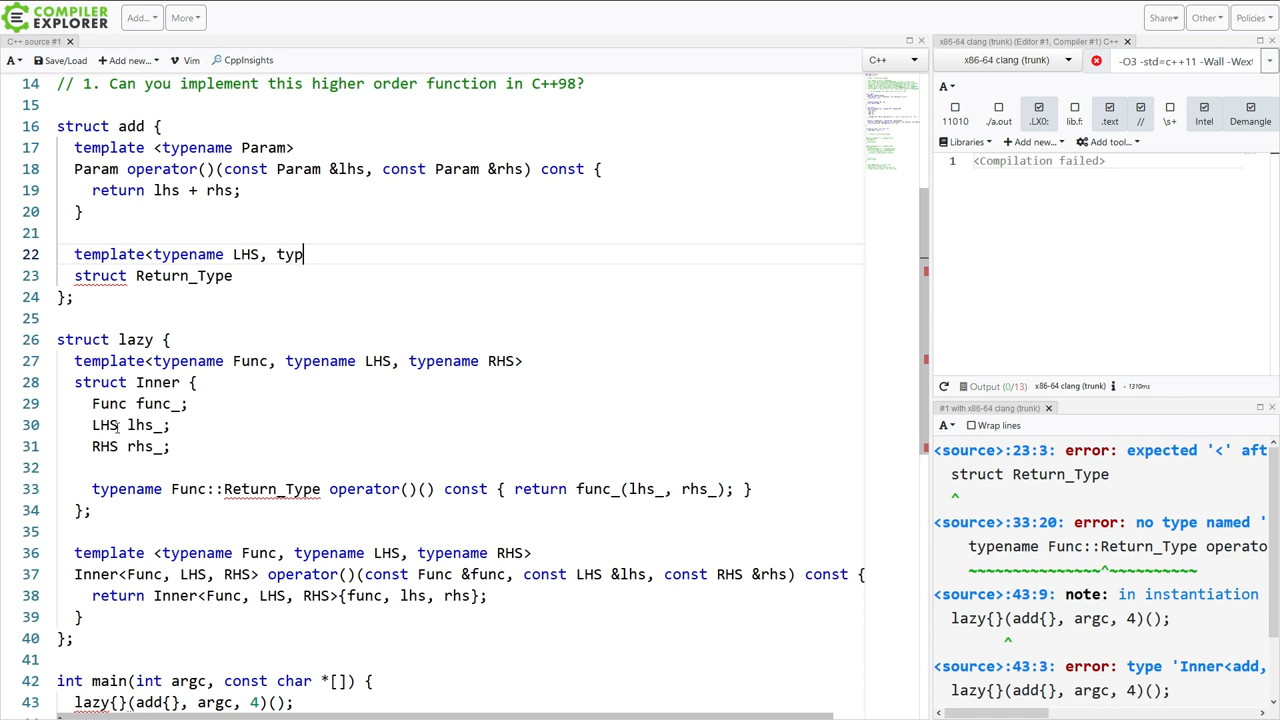 COMPILER
EXPLORER
Add...
More
Share
Other
Policies
C++ source #1
A
Save/Load
+ Add new...
Vim
CppInsights
C++
14 // 1. Can you implement this higher order function in C++98?
15
16 struct add {
17 template <typename Param>
18 Param operator()(const Param &lhs, const Param &rhs) const {
19 return lhs + rhs;
20 }
21
22 template<typename LHS, typ
23 struct Return_Type
24 };
25
26 struct lazy {
27 template<typename Func, typename LHS, typename RHS>
28 struct Inner {
29 Func func_;
30 LHS lhs_;
31 RHS rhs_;
32
33 typename Func::Return_Type operator()() const { return func_(lhs_, rhs_); }
34 };
35
36 template <typename Func, typename LHS, typename RHS>
37 Inner<Func, LHS, RHS> operator()(const Func &func, const LHS &lhs, const RHS &rhs) const {
38 return Inner<Func, LHS, RHS>{func, lhs, rhs};
39 }
40 };
41
42 int main(int argc, const char *[]) {
43 lazy{}(add{}, argc, 4)();
x86-64 clang (trunk) (Editor #1, Compiler #1) C++
x86-64 clang (trunk)
-O3 -std=c++11 -Wall -Wex
A
11010
./a.out
.LX0:
lib.f:
.text
//
\s+
Intel
Demangle
Libraries
+ Add new...
Add tool...
1 <Compilation failed>
Output (0/13) x86-64 clang (trunk) i - 1310ms
#1 with x86-64 clang (trunk)
A
Wrap lines
<source>:23:3: error: expected '<' aft
struct Return_Type
^
<source>:33:20: error: no type named '
typename Func::Return_Type operato
~~~~~~~~~~~~~~~^~~~~~~~~~~
<source>:43:9: note: in instantiation
lazy{}(add{}, argc, 4)();
^
<source>:43:3: error: type 'Inner<add,
lazy{}(add{}, argc, 4)();